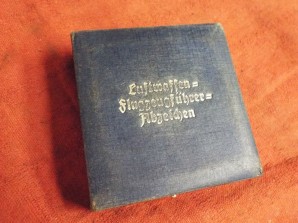 Luftwaffen=
Flugzeugführer=
Abzeichen